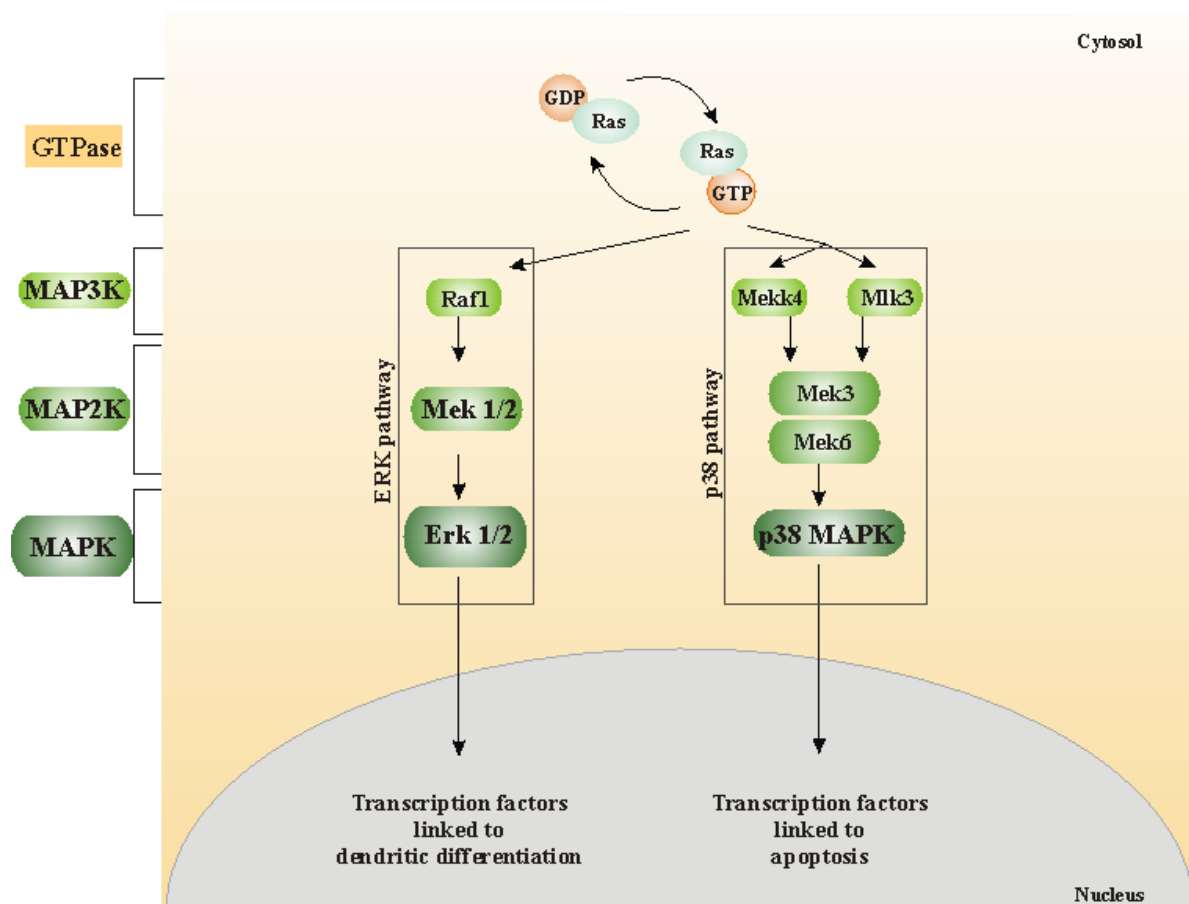 Cytosol
GTPase
GDP
Ras
Ras
GTP
MAP3K
Raf1
Mekk4
Mlk3
MAP2K
Mek 1/2
Mek3
Mek6
ERK pathway
p38 pathway
MAPK
Erk 1/2
p38 MAPK
Transcription factors
linked to
dendritic differentiation
Transcription factors
linked to
apoptosis
Nucleus